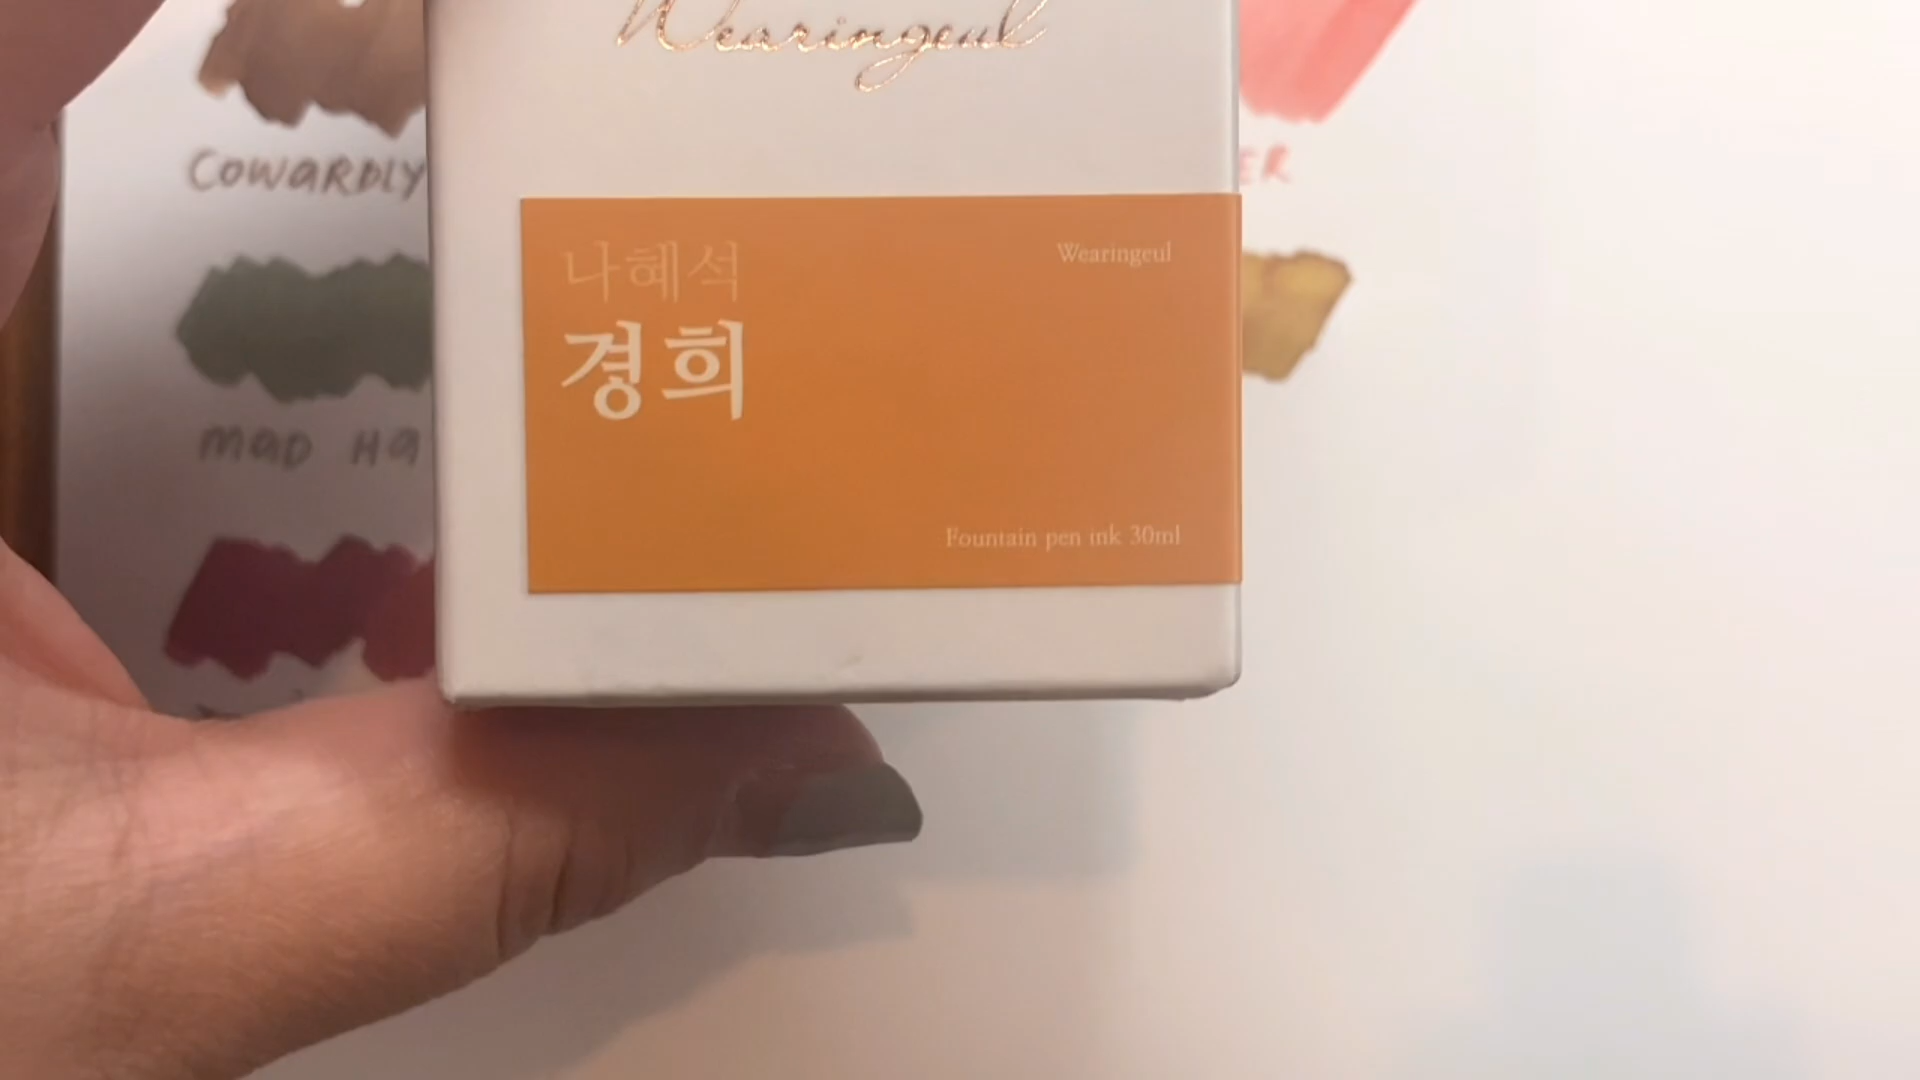 Wearingeul
COWARDLY
ER
나혜석
Wearingeul
경희
MAD HA
Fountain pen ink 30ml